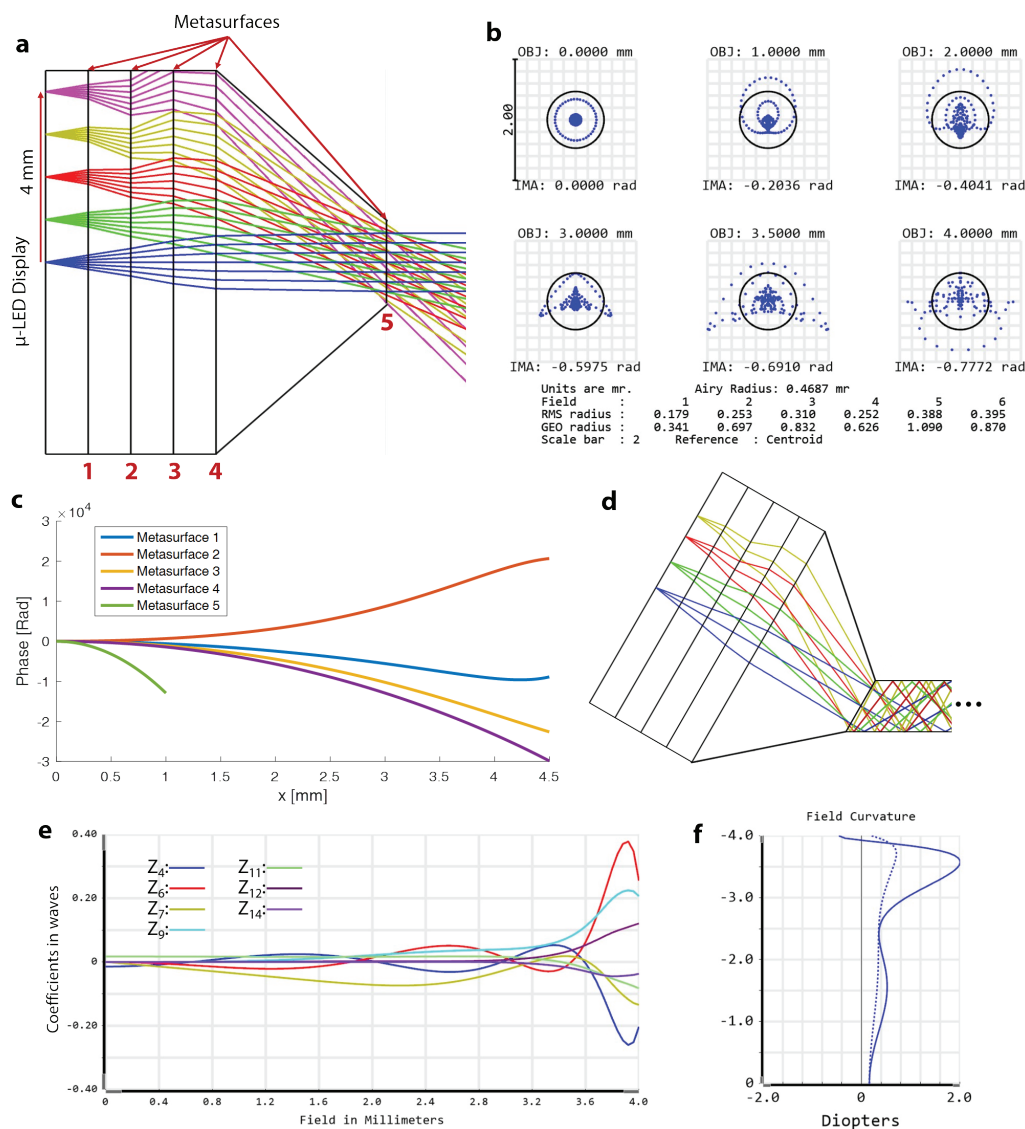 Metasurfaces
a
4 mm
μ-LED Display
1 2 3 4
5
b
OBJ: 0.0000 mm OBJ: 1.0000 mm OBJ: 2.0000 mm
2.00
IMA: 0.0000 rad IMA: -0.2036 rad IMA: -0.4041 rad
OBJ: 3.0000 mm OBJ: 3.5000 mm OBJ: 4.0000 mm
IMA: -0.5975 rad IMA: -0.6910 rad IMA: -0.7772 rad
Units are mr. Airy Radius: 0.4687 mr
Field : 1 2 3 4 5 6
RMS radius : 0.179 0.253 0.310 0.252 0.388 0.395
GEO radius : 0.341 0.697 0.832 0.626 1.090 0.870
Scale bar : 2 Reference : Centroid
c
× 10⁴
3
2
1
0
-1
-2
-3
Phase [Rad]
Metasurface 1
Metasurface 2
Metasurface 3
Metasurface 4
Metasurface 5
0 0.5 1 1.5 2 2.5 3 3.5 4 4.5
x [mm]
d
•••
e
0.40
0.20
0
-0.20
-0.40
Coefficients in waves
Z₄: Z₁₁:
Z₆: Z₁₂:
Z₇: Z₁₄:
Z₉:
0 0.4 0.8 1.2 1.6 2.0 2.4 2.8 3.2 3.6 4.0
Field in Millimeters
f
Field Curvature
-4.0
-3.0
-2.0
-1.0
0
-2.0 0 2.0
Diopters